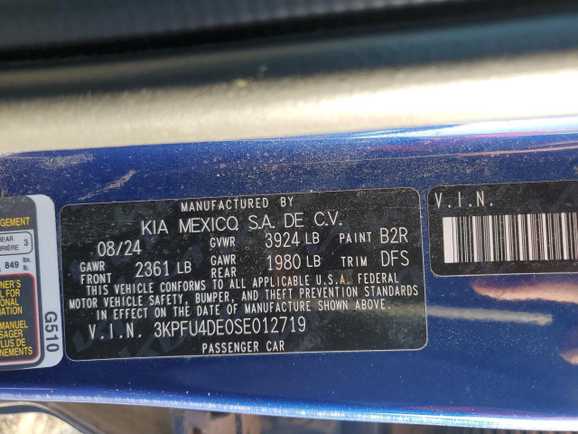 MANUFACTURED BY
KIA MEXICO, S.A. DE C.V.
08/24 GVWR 3924 LB PAINT B2R
GAWR FRONT 2361 LB GAWR REAR 1980 LB TRIM DFS
THIS VEHICLE CONFORMS TO ALL APPLICABLE U.S.A. FEDERAL
MOTOR VEHICLE SAFETY, BUMPER, AND THEFT PREVENTION STANDARDS
IN EFFECT ON THE DATE OF MANUFACTURE SHOWN ABOVE.
V.I.N. 3KPFU4DE0SE012719
PASSENGER CAR
V.I.N.
3
849
G510